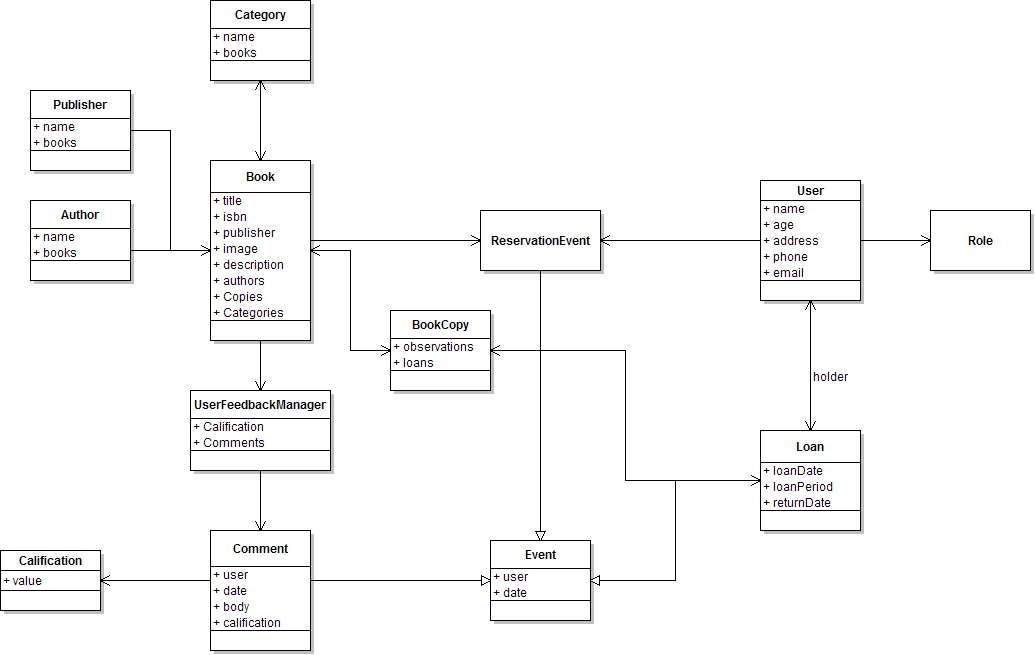 Category
+ name
+ books
Publisher
+ name
+ books
Author
+ name
+ books
Book
+ title
+ isbn
+ publisher
+ image
+ description
+ authors
+ Copies
+ Categories
ReservationEvent
User
+ name
+ age
+ address
+ phone
+ email
Role
BookCopy
+ observations
+ loans
holder
UserFeedbackManager
+ Calification
+ Comments
Loan
+ loanDate
+ loanPeriod
+ returnDate
Calification
+ value
Comment
+ user
+ date
+ body
+ calification
Event
+ user
+ date